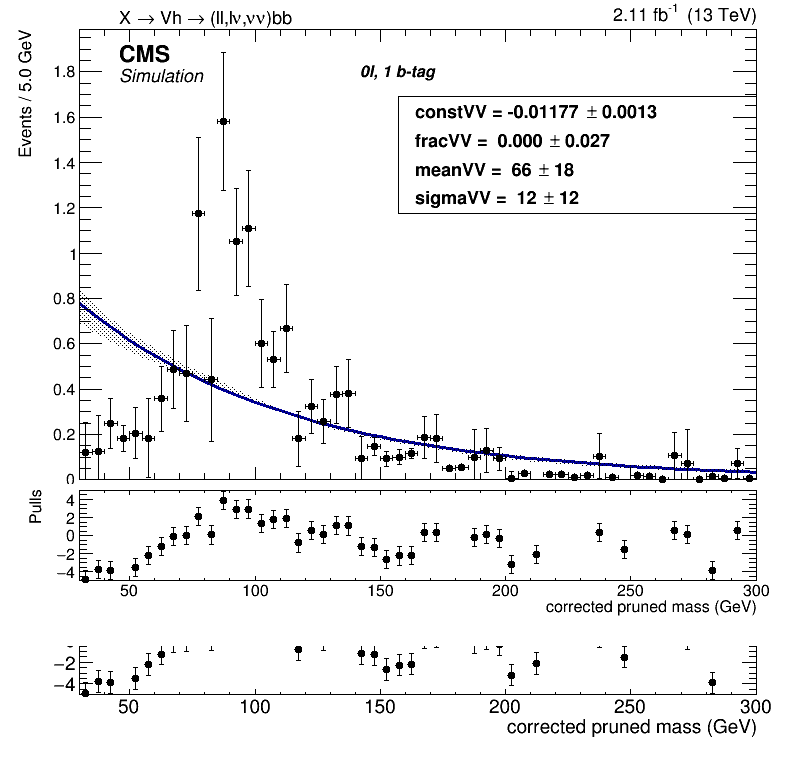 X → Vh → (ll,lν,νν)bb
2.11 fb⁻¹ (13 TeV)
CMS
Simulation
0l, 1 b-tag
constVV = -0.01177 ± 0.0013
fracVV = 0.000 ± 0.027
meanVV = 66 ± 18
sigmaVV = 12 ± 12
Events / 5.0 GeV
1.8
1.6
1.4
1.2
1
0.8
0.6
0.4
0.2
0
Pulls
4
2
0
−2
−4
50 100 150 200 250 300
corrected pruned mass (GeV)
−2
−4
50 100 150 200 250 300
corrected pruned mass (GeV)